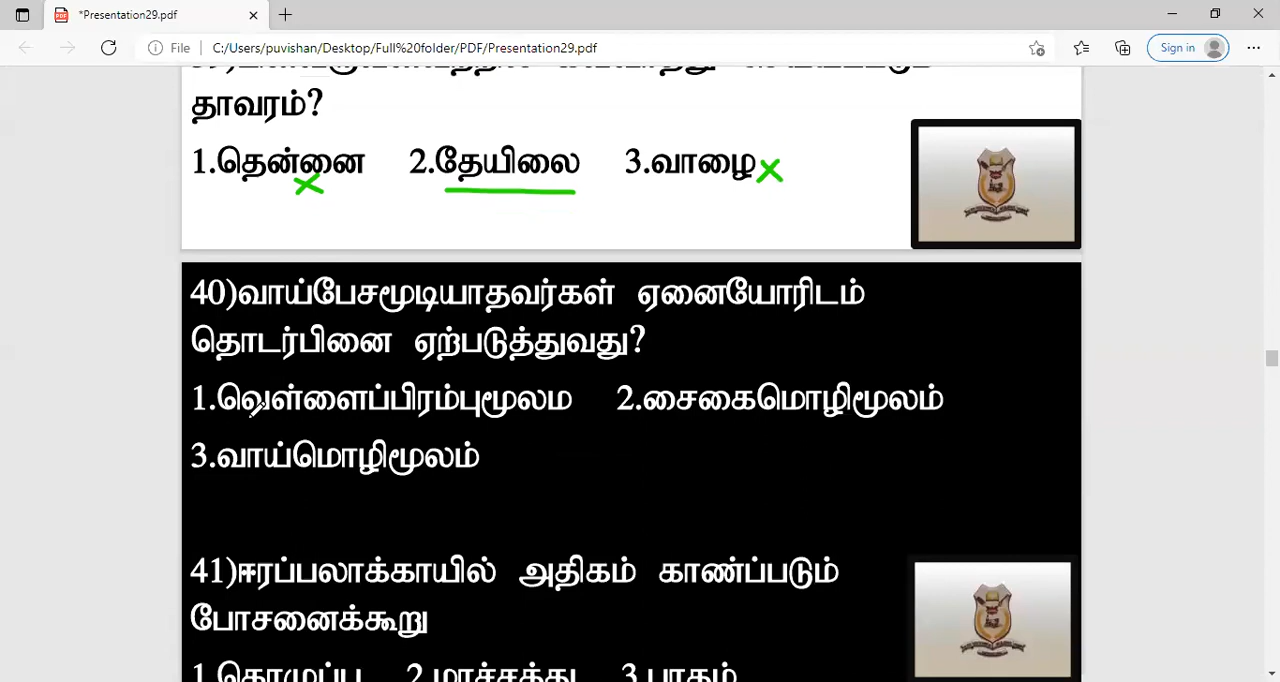 *Presentation29.pdf
File C:/Users/puvishan/Desktop/Full%20folder/PDF/Presentation29.pdf Sign in
தாவரம்?
1.தென்னை 2.தேயிலை 3.வாழை
40)வாய்பேசமூடியாதவர்கள் ஏனையோரிடம்
தொடர்பினை ஏற்படுத்துவது?
1.வெள்ளைப்பிரம்புமூலம 2.சைகைமொழிமூலம்
3.வாய்மொழிமூலம்
41)ஈரப்பலாக்காயில் அதிகம் காண்ப்படும்
போசனைக்கூறு